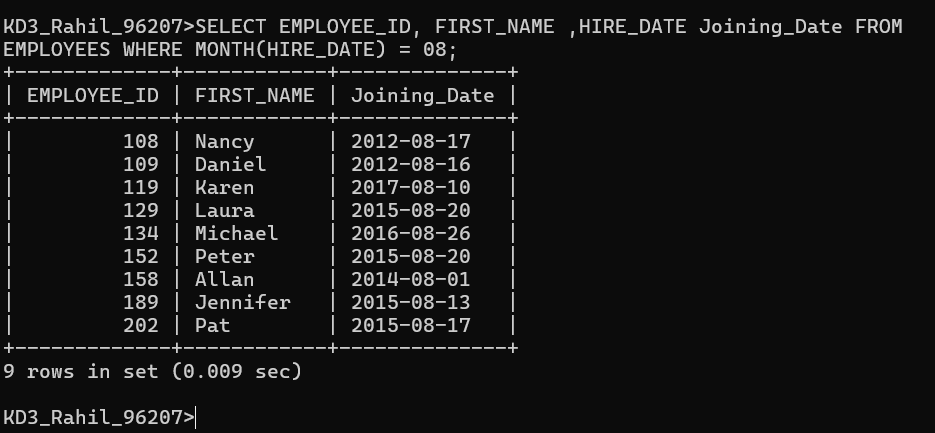 KD3_Rahil_96207>SELECT EMPLOYEE_ID, FIRST_NAME ,HIRE_DATE Joining_Date FROM
EMPLOYEES WHERE MONTH(HIRE_DATE) = 08;
+-------------+------------+--------------+
| EMPLOYEE_ID | FIRST_NAME | Joining_Date |
+-------------+------------+--------------+
|         108 | Nancy      | 2012-08-17   |
|         109 | Daniel     | 2012-08-16   |
|         119 | Karen      | 2017-08-10   |
|         129 | Laura      | 2015-08-20   |
|         134 | Michael    | 2016-08-26   |
|         152 | Peter      | 2015-08-20   |
|         158 | Allan      | 2014-08-01   |
|         189 | Jennifer   | 2015-08-13   |
|         202 | Pat        | 2015-08-17   |
+-------------+------------+--------------+
9 rows in set (0.009 sec)
KD3_Rahil_96207>